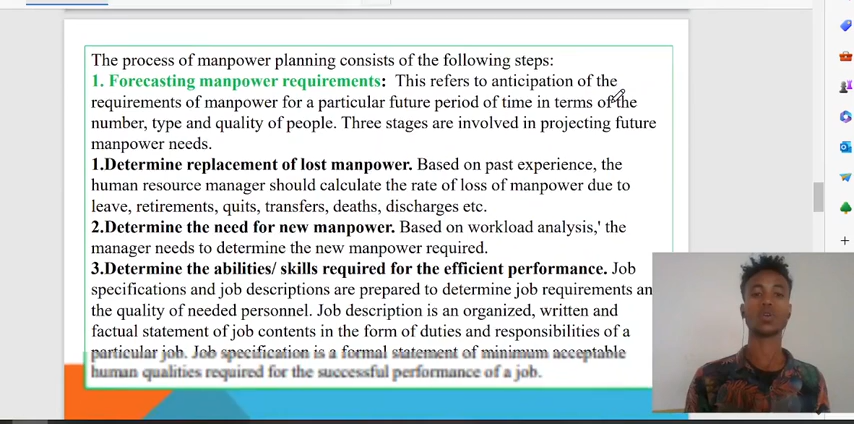 The process of manpower planning consists of the following steps:
1. Forecasting manpower requirements: This refers to anticipation of the
requirements of manpower for a particular future period of time in terms of the
number, type and quality of people. Three stages are involved in projecting future
manpower needs.
1.Determine replacement of lost manpower. Based on past experience, the
human resource manager should calculate the rate of loss of manpower due to
leave, retirements, quits, transfers, deaths, discharges etc.
2.Determine the need for new manpower. Based on workload analysis,' the
manager needs to determine the new manpower required.
3.Determine the abilities/ skills required for the efficient performance. Job
specifications and job descriptions are prepared to determine job requirements an
the quality of needed personnel. Job description is an organized, written and
factual statement of job contents in the form of duties and responsibilities of a
particular job. Job specification is a formal statement of minimum acceptable
human qualities required for the successful performance of a job.